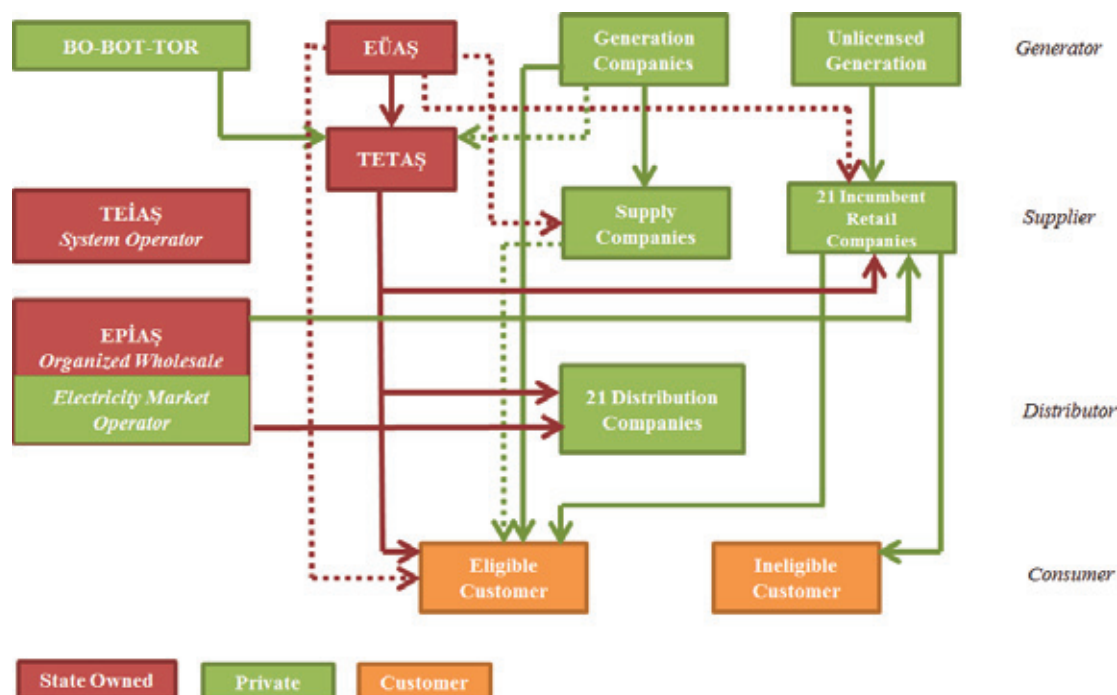 BO-BOT-TOR
EÜAŞ
Generation
Companies
Unlicensed
Generation
Generator
TETAŞ
TEİAŞ
System Operator
Supply
Companies
21 Incumbent
Retail
Companies
Supplier
EPİAŞ
Organized Wholesale
Electricity Market
Operator
21 Distribution
Companies
Distributor
Eligible
Customer
Ineligible
Customer
Consumer
State Owned
Private
Customer